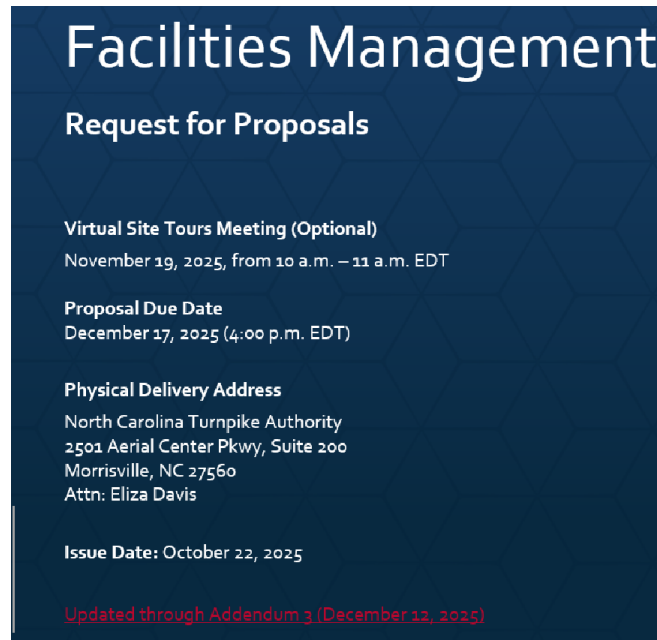 Facilities Management
Request for Proposals
Virtual Site Tours Meeting (Optional)
November 19, 2025, from 10 a.m. – 11 a.m. EDT
Proposal Due Date
December 17, 2025 (4:00 p.m. EDT)
Physical Delivery Address
North Carolina Turnpike Authority
2501 Aerial Center Pkwy, Suite 200
Morrisville, NC 27560
Attn: Eliza Davis
Issue Date: October 22, 2025
Updated through Addendum 3 (December 12, 2025)